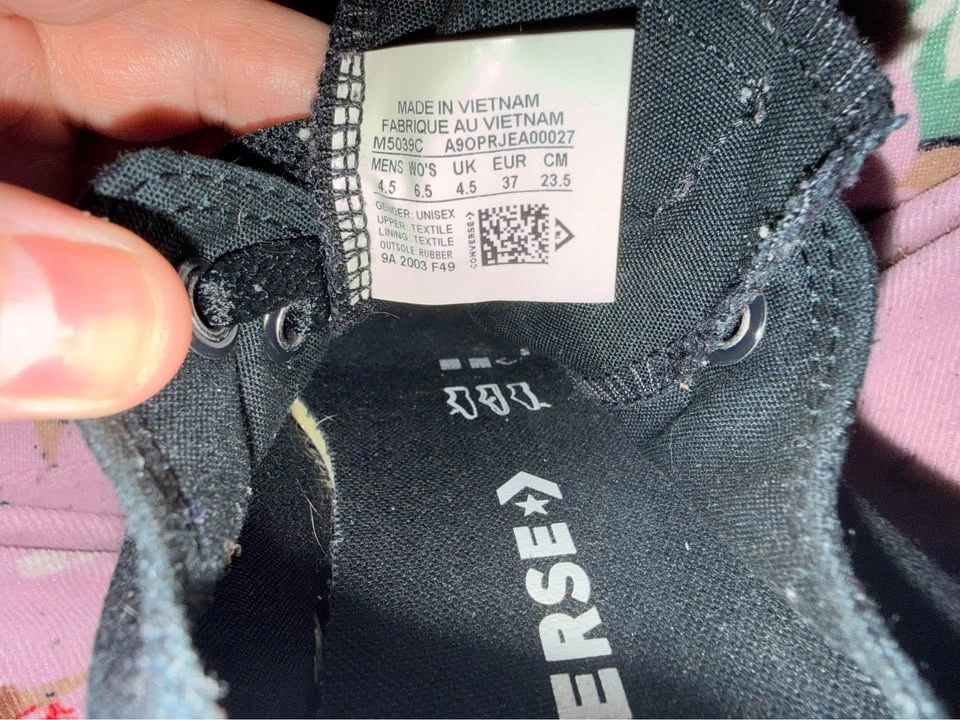 MADE IN VIETNAM
FABRIQUE AU VIETNAM
M5039C A9OPRJEA00027
MENS WO'S UK EUR CM
4.5 6.5 4.5 37 23.5
GENDER: UNISEX
UPPER: TEXTILE
LINING: TEXTILE
OUTSOLE: RUBBER
9A 2003 F49
CONVERSE
ERSE